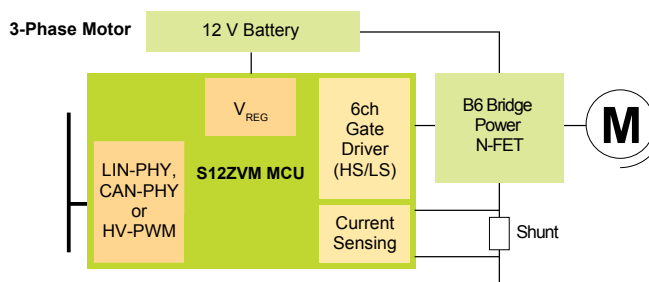 3-Phase Motor
12 V Battery
VREG
6ch
Gate
Driver
(HS/LS)
B6 Bridge
Power
N-FET
M
LIN-PHY,
CAN-PHY
or
HV-PWM
S12ZVM MCU
Current
Sensing
Shunt